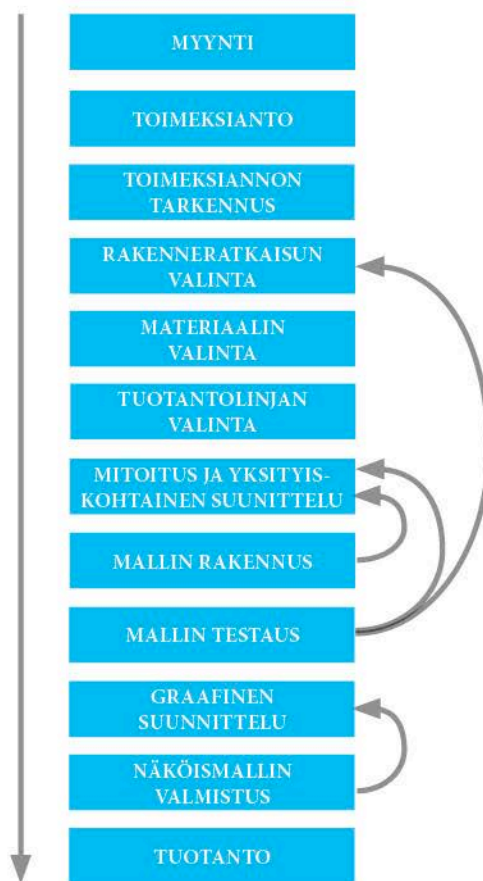 MYYNTI
TOIMEKSIANTO
TOIMEKSIANNON
TARKENNUS
RAKENNERATKAISUN
VALINTA
MATERIAALIN
VALINTA
TUOTANTOLINJAN
VALINTA
MITOITUS JA YKSITYIS-
KOHTAINEN SUUNITTELU
MALLIN RAKENNUS
MALLIN TESTAUS
GRAAFINEN
SUUNNITTELU
NÄKÖISMALLIN
VALMISTUS
TUOTANTO